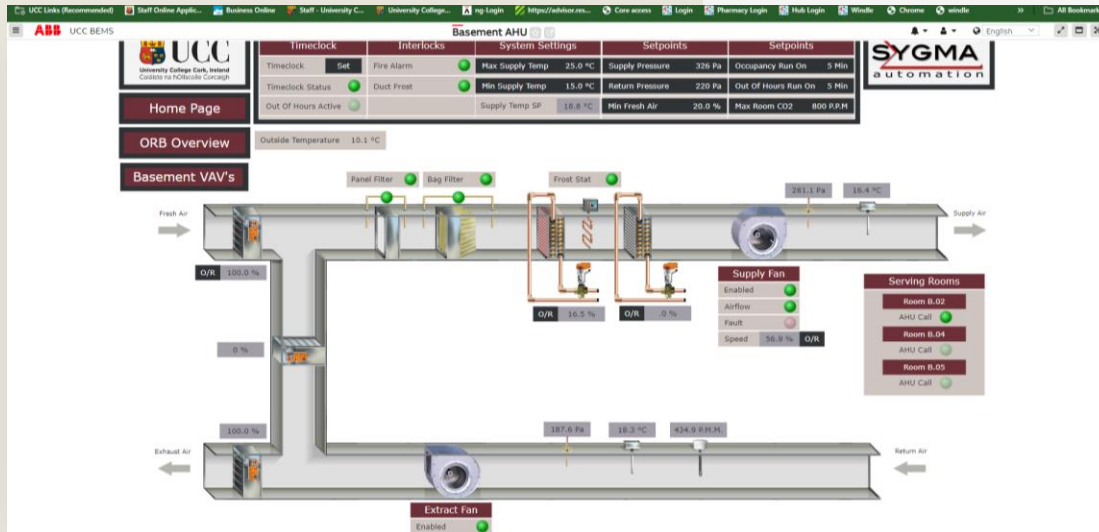 UCC Links (Recommended) Staff Online Applic... Business Online Staff - University C... University College... ng-Login https://advisor.res... Core access Login Pharmacy Login Hub Login Windle Chrome windle » All Bookmarks
ABB UCC BEMS Basement AHU English
UCC
University College Cork, Ireland
Coláiste na hOllscoile Corcaigh
Timeclock Interlocks System Settings Setpoints Setpoints
Timeclock Set Fire Alarm Max Supply Temp 25.0 °C Supply Pressure 326 Pa Occupancy Run On 5 Min
Timeclock Status Duct Frost Min Supply Temp 15.0 °C Return Pressure 220 Pa Out Of Hours Run On 5 Min
Out Of Hours Active Supply Temp SP 18.8 °C Min Fresh Air 20.0 % Max Room CO2 800 P.P.M
SYGMA
automation
Home Page
ORB Overview
Outside Temperature 10.1 °C
Basement VAV's
Panel Filter Bag Filter Frost Stat
281.1 Pa 16.4 °C
Fresh Air
Supply Air
O/R 100.0 %
Supply Fan
Enabled
Airflow
Fault
Speed 56.9 % O/R
O/R 16.5 % O/R .0 %
Serving Rooms
Room B.02
AHU Call
Room B.04
AHU Call
Room B.05
AHU Call
0 %
100.0 %
187.6 Pa 18.3 °C 434.9 P.M.M.
Exhaust Air
Return Air
Extract Fan
Enabled